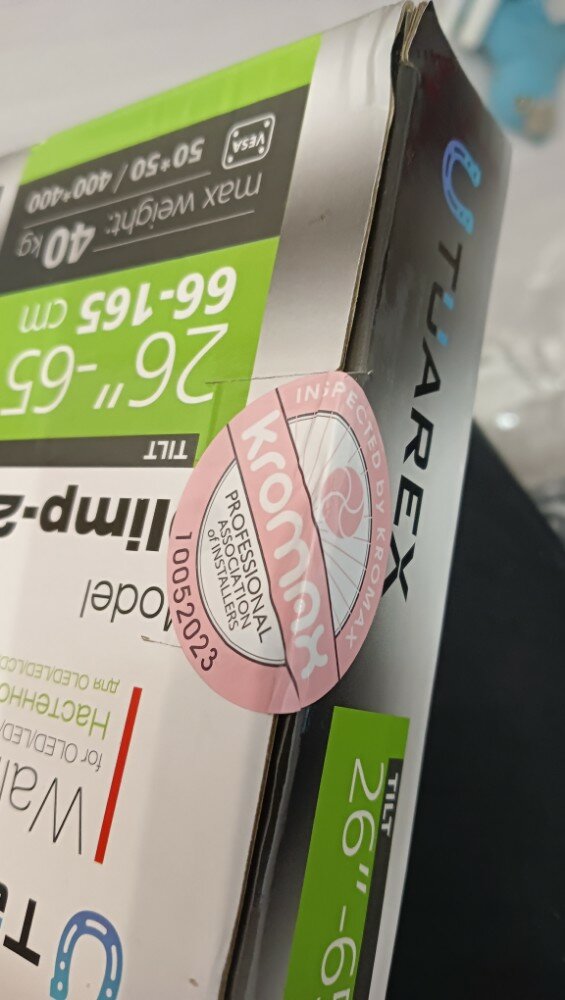 TUAREX
Wal
for OLED/LED/
Настенно
для OLED/LED/LCD
Model
limp-2
TILT
26"-65
66-165 cm
max weight: 40 kg
50*50 / 400*400
VESA
INSPECTED by KROMAX
kromax
PROFESSIONAL
ASSOCIATION
of INSTALLERS
10052023
TUAREX
TILT
26"-65